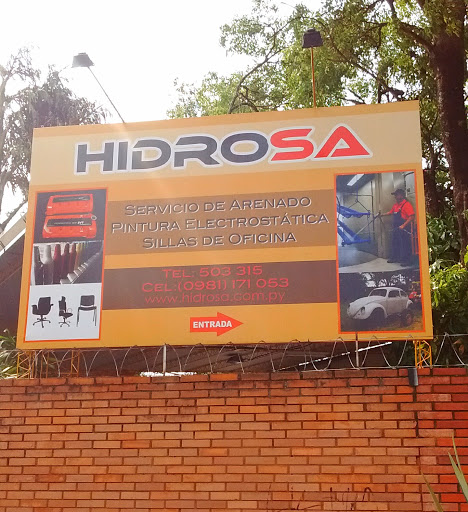 HIDROSA
SERVICIO DE ARENADO
PINTURA ELECTROSTÁTICA
SILLAS DE OFICINA
TEL: 503 315
CEL:(0981) 171 053
www.hidrosa.com.py
ENTRADA